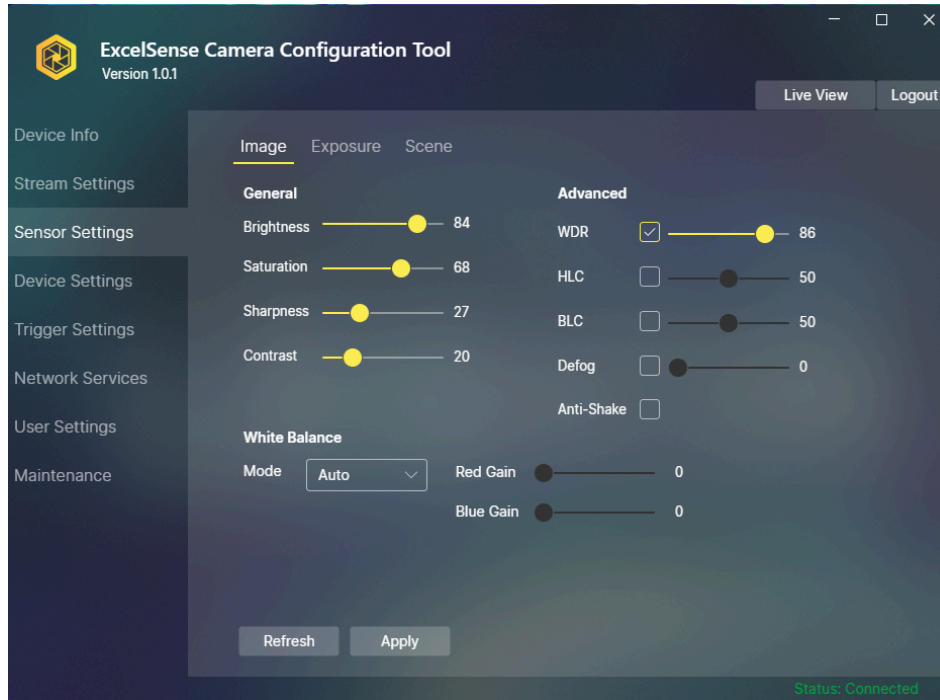 ExcelSense Camera Configuration Tool
Version 1.0.1
Live View
Logout
Device Info
Stream Settings
Sensor Settings
Device Settings
Trigger Settings
Network Services
User Settings
Maintenance
Image Exposure Scene
General
Brightness 84
Saturation 68
Sharpness 27
Contrast 20
Advanced
WDR 86
HLC 50
BLC 50
Defog 0
Anti-Shake
White Balance
Mode Auto
Red Gain 0
Blue Gain 0
Refresh Apply
Status: Connected